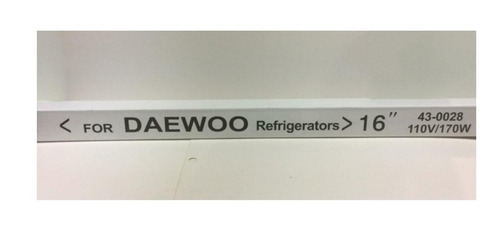 < FOR DAEWOO Refrigerators > 16" 43-0028
110V/170W